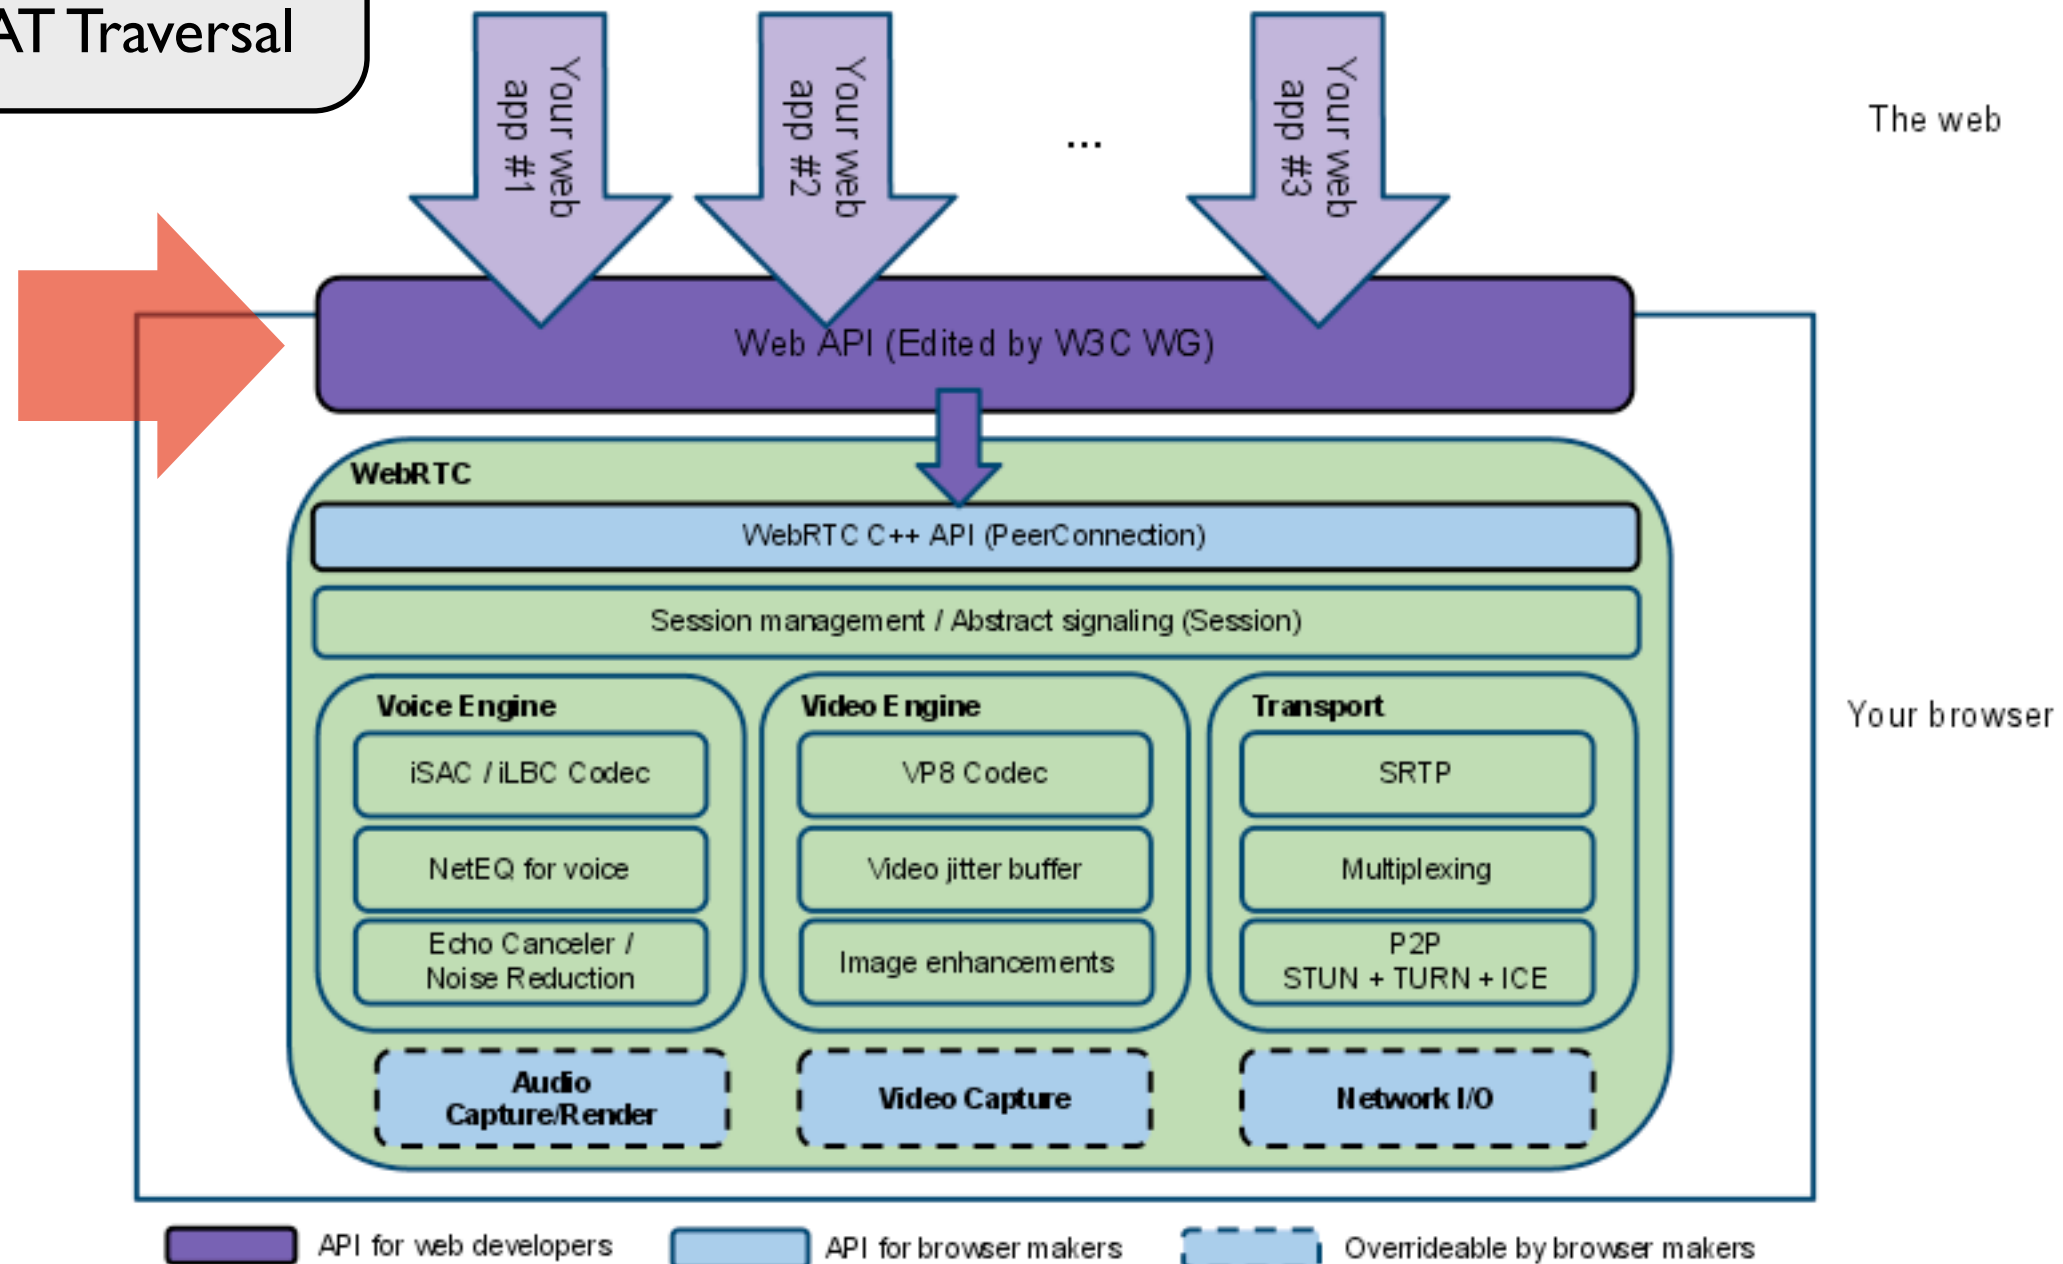 AT Traversal
Your web
app #1
Your web
app #2
...
Your web
app #3
The web
Web API (Edited by W3C WG)
WebRTC
WebRTC C++ API (PeerConnection)
Session management / Abstract signaling (Session)
Your browser
Voice Engine
iSAC / iLBC Codec
NetEQ for voice
Echo Canceler /
Noise Reduction
Video Engine
VP8 Codec
Video jitter buffer
Image enhancements
Transport
SRTP
Multiplexing
P2P
STUN + TURN + ICE
Audio
Capture/Render
Video Capture
Network I/O
API for web developers
API for browser makers
Overrideable by browser makers